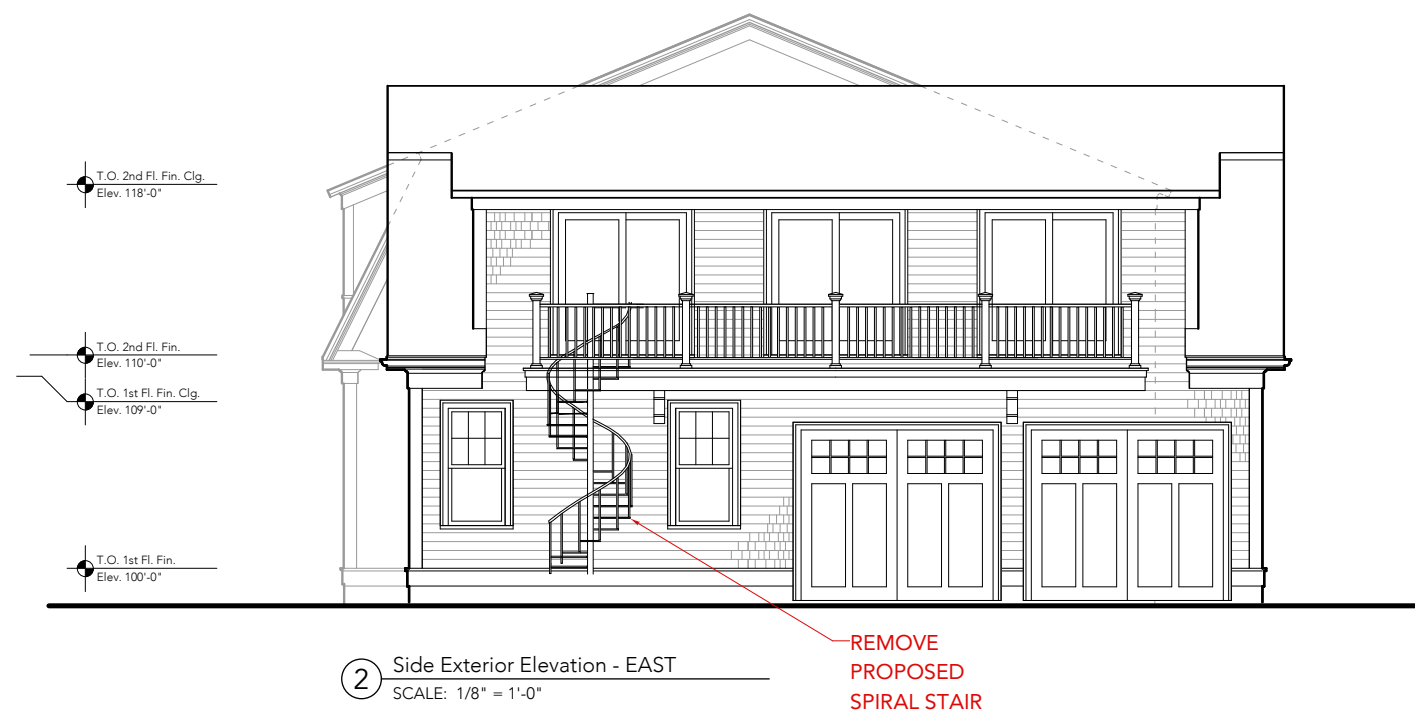 T.O. 2nd Fl. Fin. Clg.
Elev. 118'-0"
T.O. 2nd Fl. Fin.
Elev. 110'-0"
T.O. 1st Fl. Fin. Clg.
Elev. 109'-0"
T.O. 1st Fl. Fin.
Elev. 100'-0"
2
Side Exterior Elevation - EAST
SCALE: 1/8" = 1'-0"
REMOVE
PROPOSED
SPIRAL STAIR